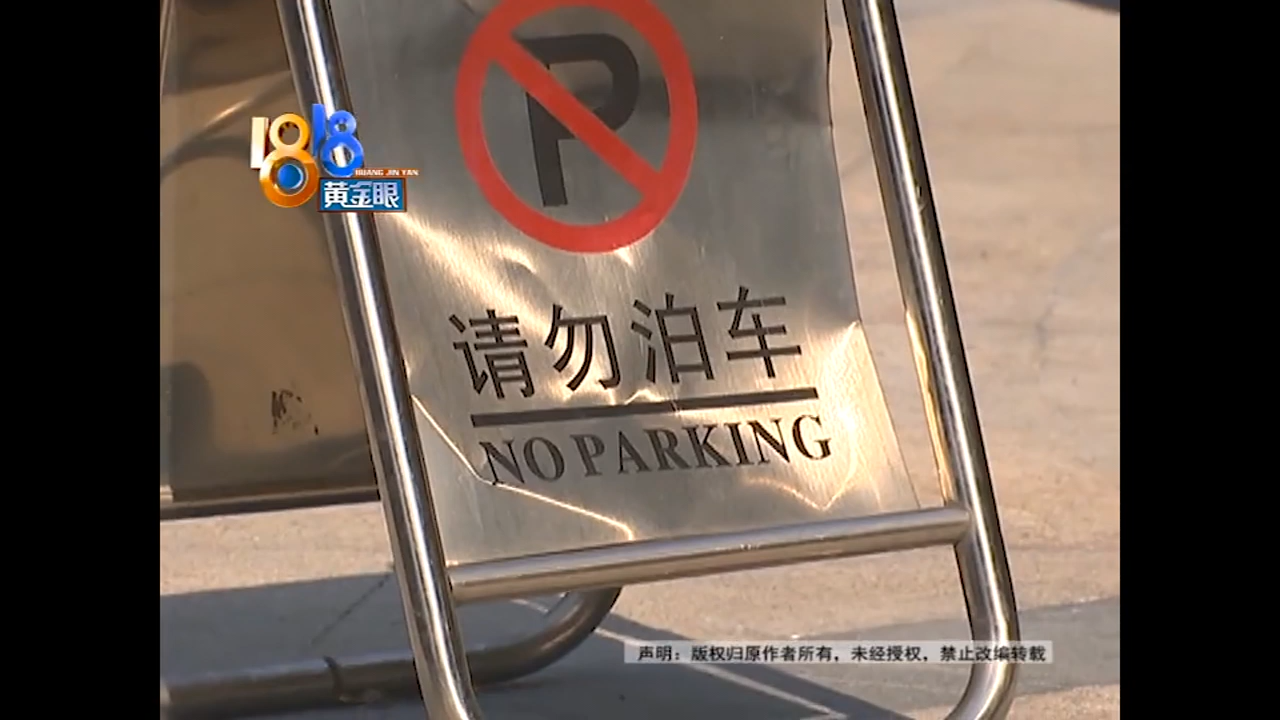 P
1818
HUANG JIN YAN
黄金眼
请勿泊车
NO PARKING
声明：版权归原作者所有，未经授权，禁止改编转载